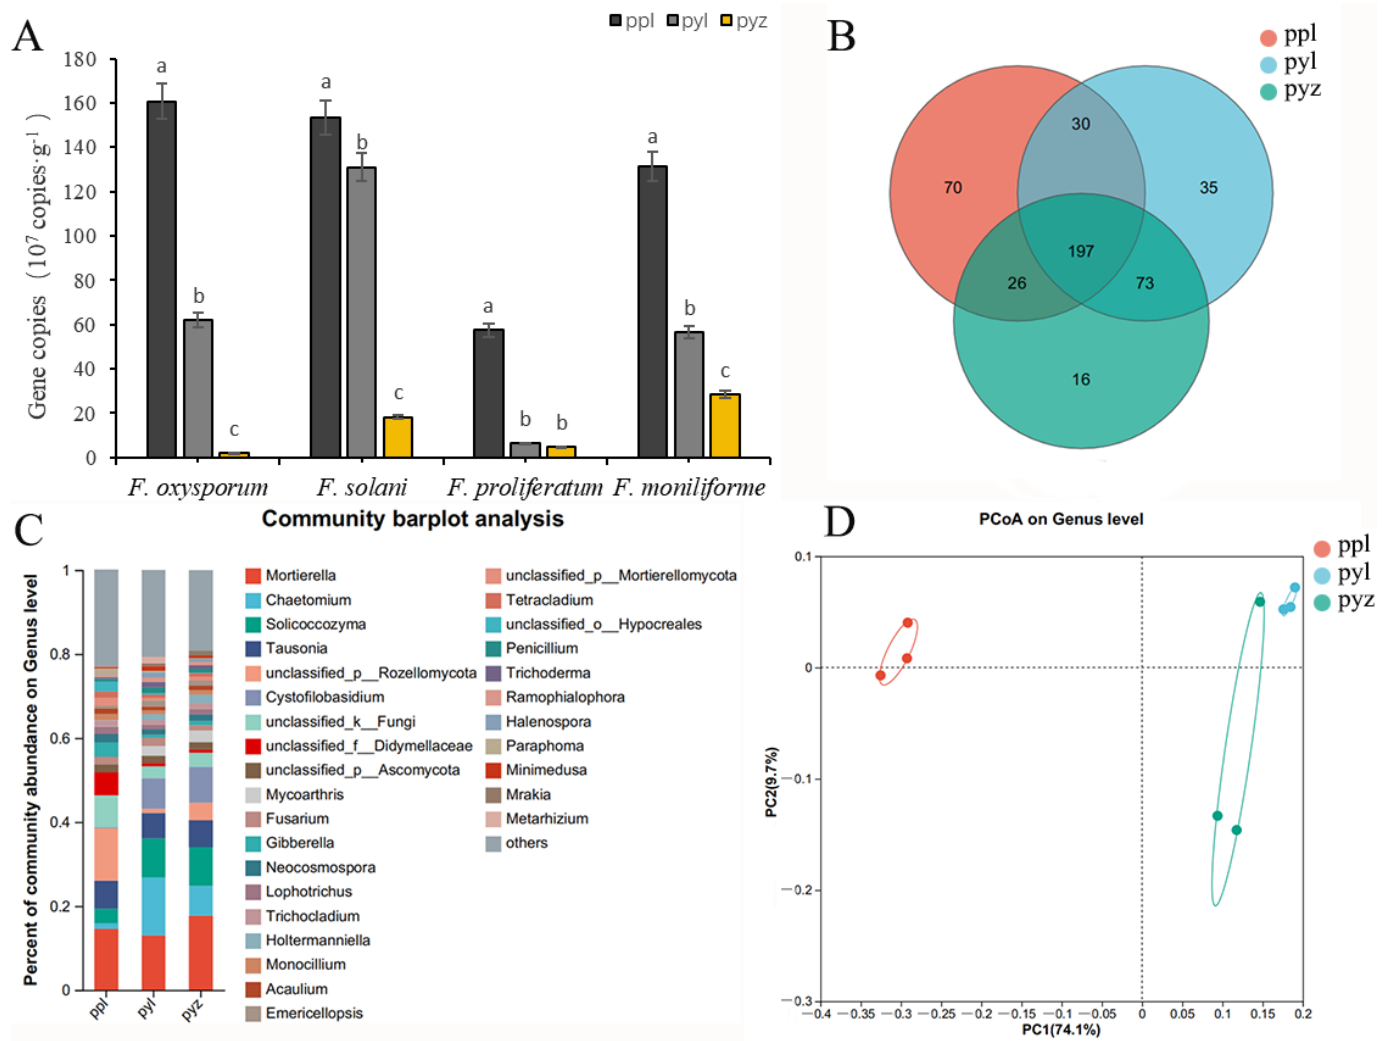 A
ppl pyl pyz
Gene copies (10⁷ copies·g⁻¹)
180
160
140
120
100
80
60
40
20
0
a
b
c
a
b
c
a
b
b
a
b
c
F. oxysporum F. solani F. proliferatum F. moniliforme
B
ppl
pyl
pyz
30
70
35
197
26
73
16
C
Community barplot analysis
Percent of community abundance on Genus level
1
0.8
0.6
0.4
0.2
0
ppl pyl pyz
Mortierella
Chaetomium
Solicoccozyma
Tausonia
unclassified_p__Rozellomycota
Cystofilobasidium
unclassified_k__Fungi
unclassified_f__Didymellaceae
unclassified_p__Ascomycota
Mycoarthris
Fusarium
Gibberella
Neocosmospora
Lophotrichus
Trichocladium
Holtermanniella
Monocillium
Acaulium
Emericellopsis
unclassified_p__Mortierellomycota
Tetracladium
unclassified_o__Hypocreales
Penicillium
Trichoderma
Ramophialophora
Halenospora
Paraphoma
Minimedusa
Mrakia
Metarhizium
others
D
PCoA on Genus level
ppl
pyl
pyz
PC2(9.7%)
0.1
0
—0.1
—0.2
—0.3
—0.4 —0.35 —0.3 —0.25 —0.2 —0.15 —0.1 —0.05 0 0.05 0.1 0.15 0.2
PC1(74.1%)